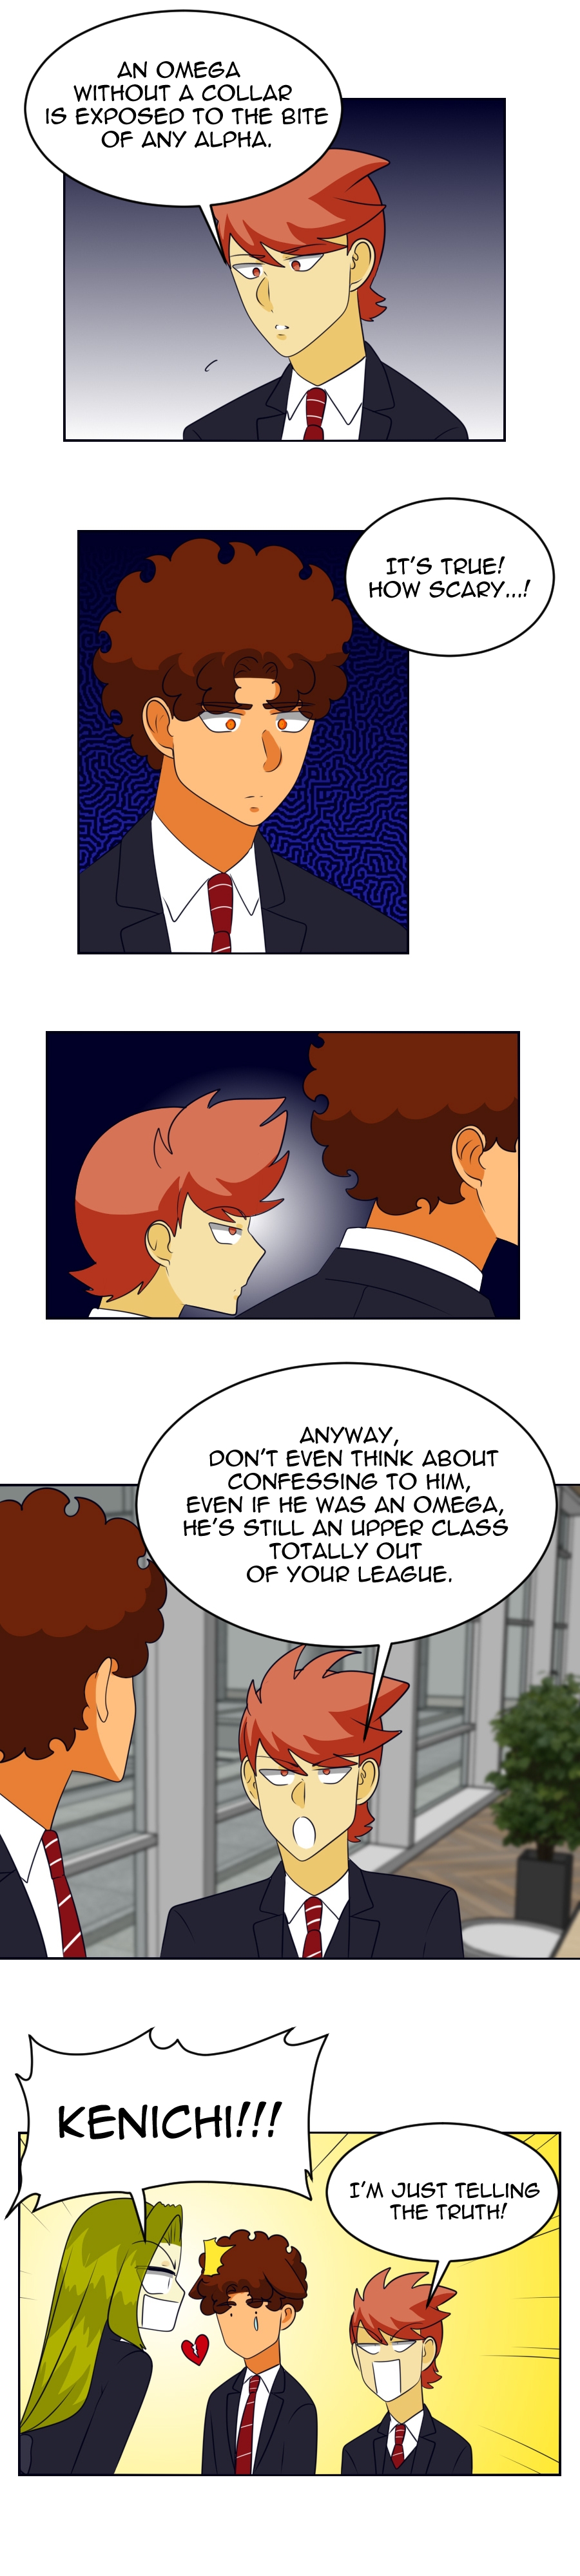 AN OMEGA
WITHOUT A COLLAR
IS EXPOSED TO THE BITE
OF ANY ALPHA.
IT'S TRUE!
HOW SCARY...!
ANYWAY,
DON'T EVEN THINK ABOUT
CONFESSING TO HIM,
EVEN IF HE WAS AN OMEGA,
HE'S STILL AN UPPER CLASS
TOTALLY OUT
OF YOUR LEAGUE.
KENICHI!!!
I'M JUST TELLING
THE TRUTH!